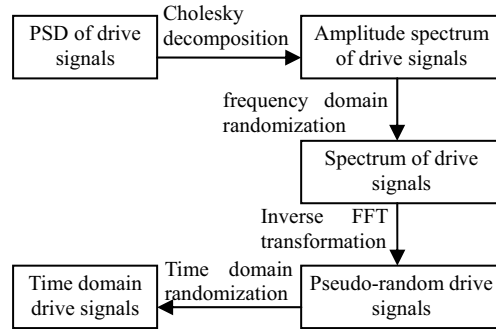 PSD of drive
signals
Cholesky
decomposition
Amplitude spectrum
of drive signals
frequency domain
randomization
Spectrum of drive
signals
Inverse FFT
transformation
Pseudo-random drive
signals
Time domain
randomization
Time domain
drive signals